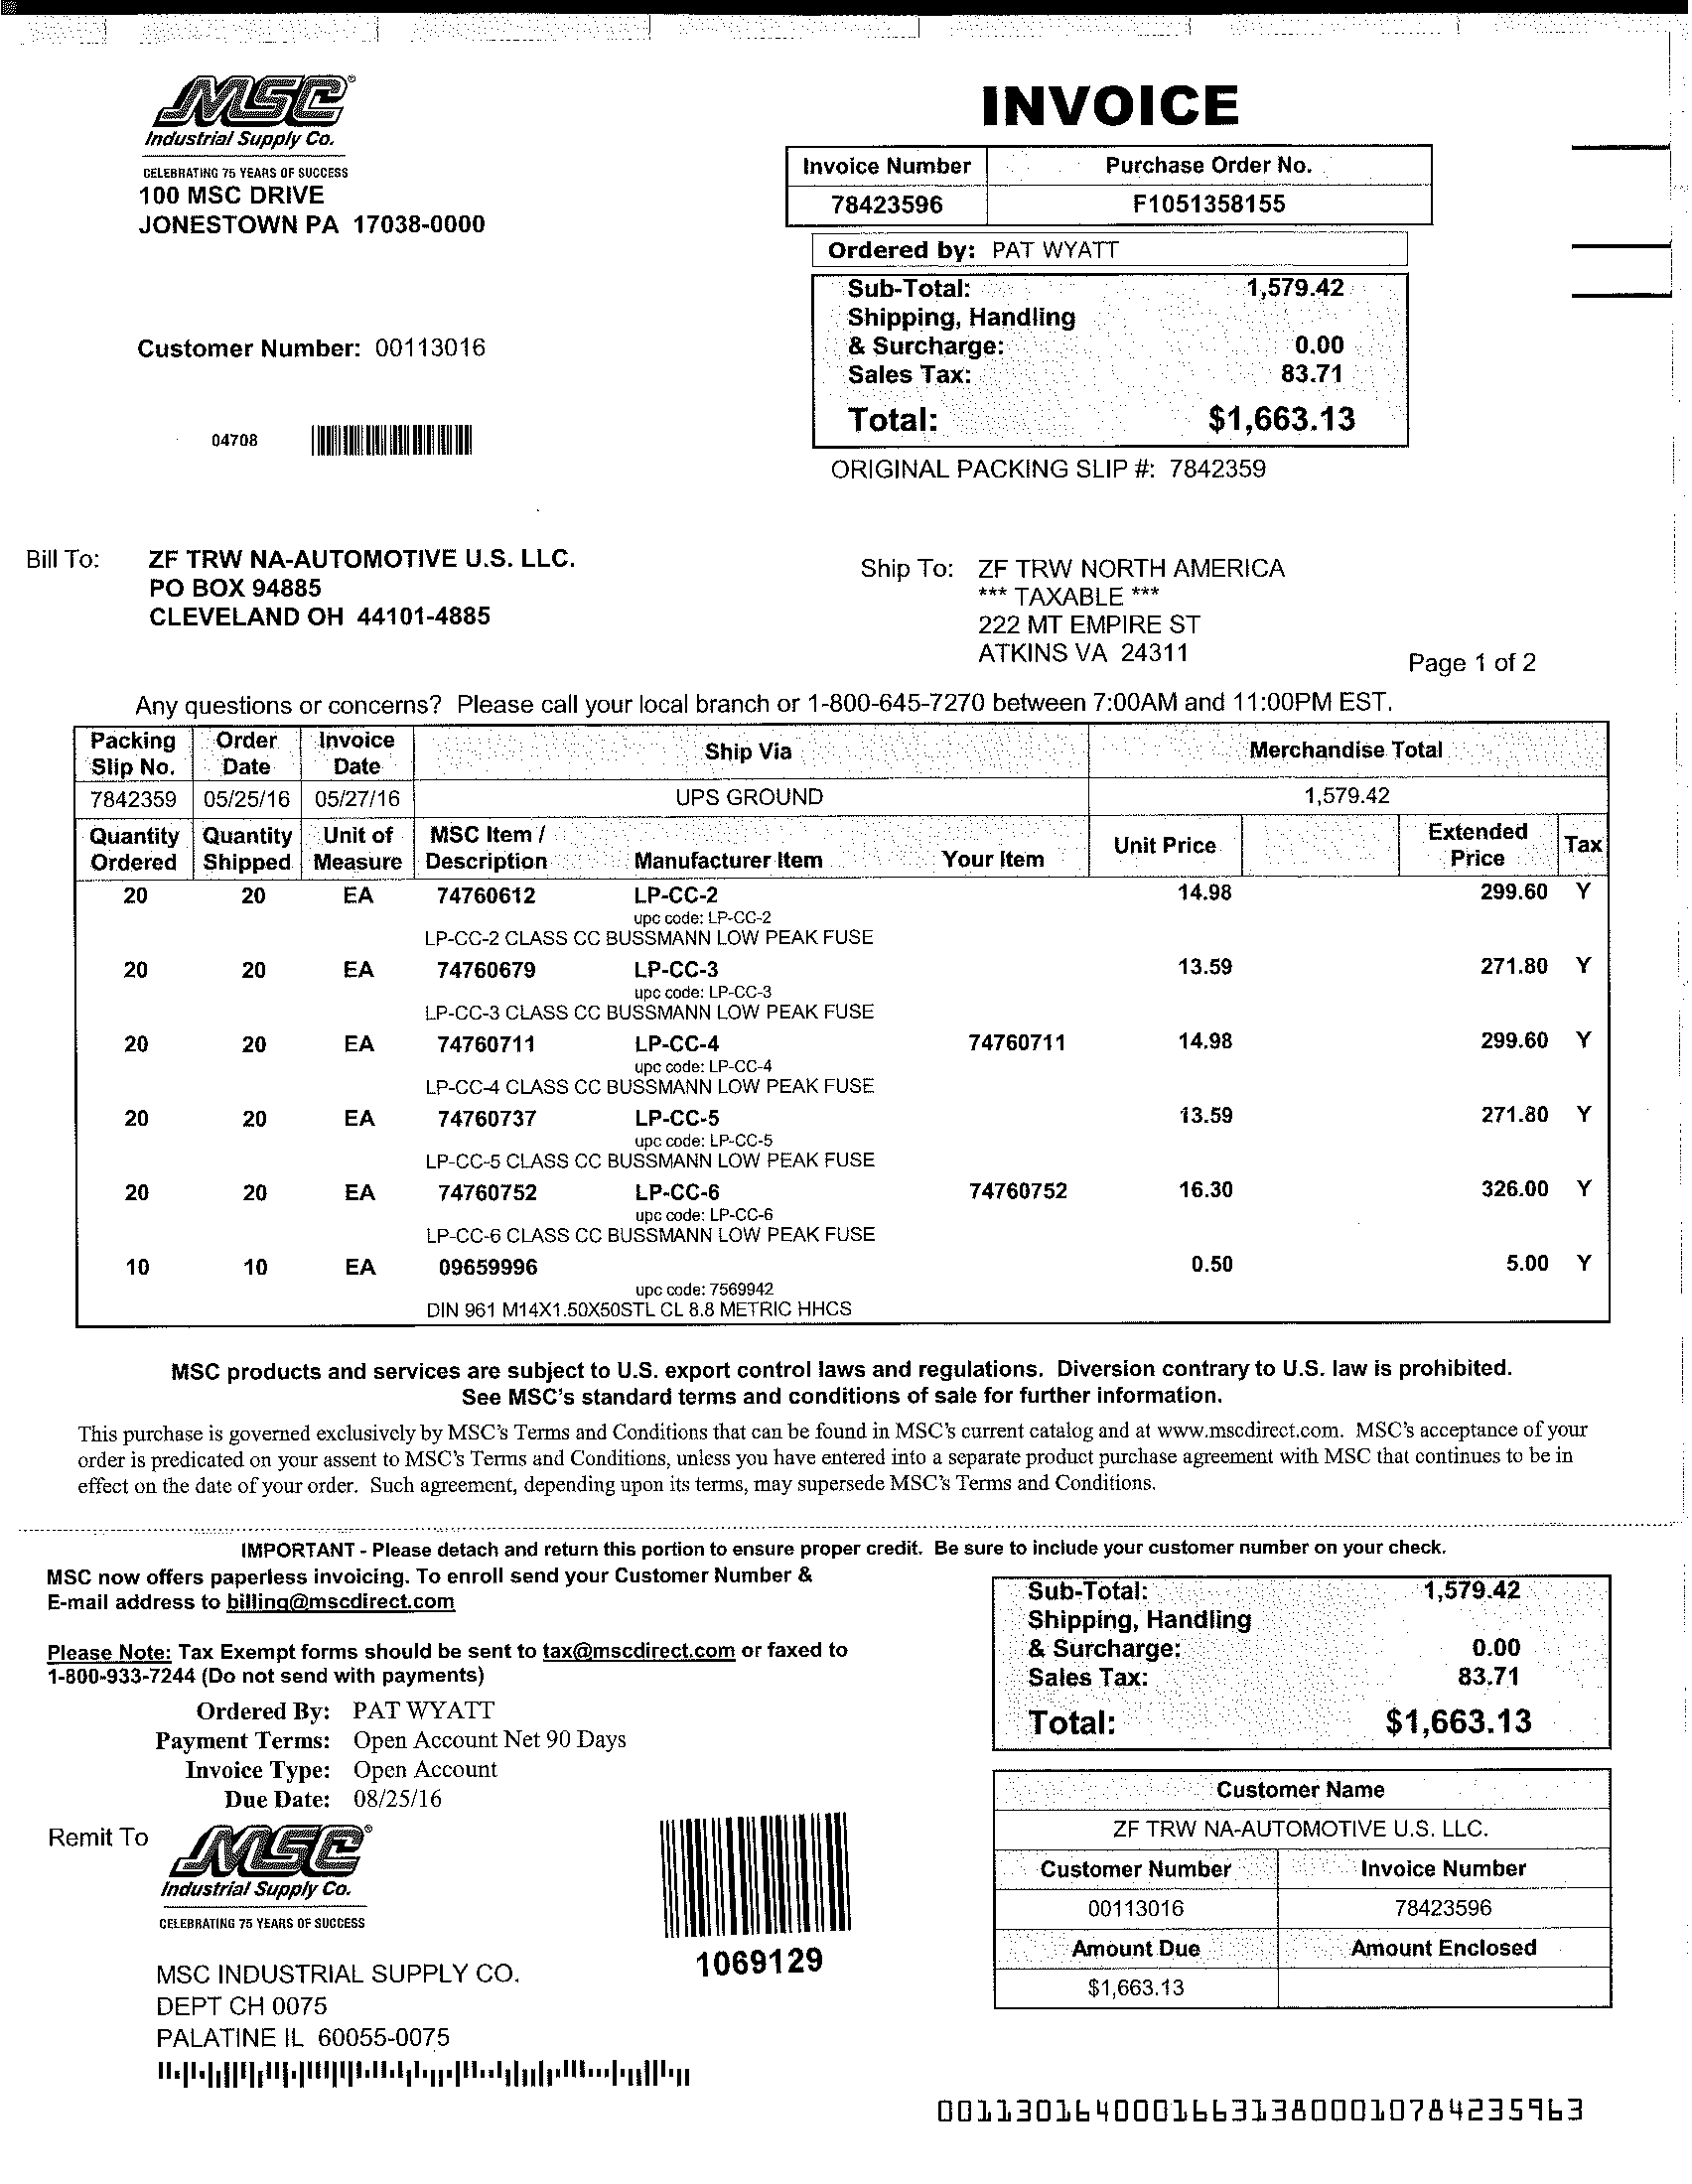 MSC®
Industrial Supply Co.
CELEBRATING 75 YEARS OF SUCCESS
100 MSC DRIVE
JONESTOWN PA 17038-0000
INVOICE
Invoice Number Purchase Order No.
78423596 F1051358155
Ordered by: PAT WYATT
Sub-Total: 1,579.42
Shipping, Handling
& Surcharge: 0.00
Sales Tax: 83.71
Total: $1,663.13
ORIGINAL PACKING SLIP #: 7842359
Customer Number: 00113016
04708
Bill To: ZF TRW NA-AUTOMOTIVE U.S. LLC.
PO BOX 94885
CLEVELAND OH 44101-4885
Ship To: ZF TRW NORTH AMERICA
*** TAXABLE ***
222 MT EMPIRE ST
ATKINS VA 24311
Page 1 of 2
Any questions or concerns? Please call your local branch or 1-800-645-7270 between 7:00AM and 11:00PM EST.
Packing Slip No. Order Date Invoice Date Ship Via Merchandise Total
7842359 05/25/16 05/27/16 UPS GROUND 1,579.42
Quantity Ordered Quantity Shipped Unit of Measure MSC Item / Description Manufacturer Item Your Item Unit Price Extended Price Tax
20 20 EA 74760612 LP-CC-2 14.98 299.60 Y
upc code: LP-CC-2
LP-CC-2 CLASS CC BUSSMANN LOW PEAK FUSE
20 20 EA 74760679 LP-CC-3 13.59 271.80 Y
upc code: LP-CC-3
LP-CC-3 CLASS CC BUSSMANN LOW PEAK FUSE
20 20 EA 74760711 LP-CC-4 74760711 14.98 299.60 Y
upc code: LP-CC-4
LP-CC-4 CLASS CC BUSSMANN LOW PEAK FUSE
20 20 EA 74760737 LP-CC-5 13.59 271.80 Y
upc code: LP-CC-5
LP-CC-5 CLASS CC BUSSMANN LOW PEAK FUSE
20 20 EA 74760752 LP-CC-6 74760752 16.30 326.00 Y
upc code: LP-CC-6
LP-CC-6 CLASS CC BUSSMANN LOW PEAK FUSE
10 10 EA 09659996 0.50 5.00 Y
upc code: 7569942
DIN 961 M14X1.50X50STL CL 8.8 METRIC HHCS
MSC products and services are subject to U.S. export control laws and regulations. Diversion contrary to U.S. law is prohibited.
See MSC's standard terms and conditions of sale for further information.
This purchase is governed exclusively by MSC's Terms and Conditions that can be found in MSC's current catalog and at www.mscdirect.com. MSC's acceptance of your
order is predicated on your assent to MSC's Terms and Conditions, unless you have entered into a separate product purchase agreement with MSC that continues to be in
effect on the date of your order. Such agreement, depending upon its terms, may supersede MSC's Terms and Conditions.
IMPORTANT - Please detach and return this portion to ensure proper credit. Be sure to include your customer number on your check.
MSC now offers paperless invoicing. To enroll send your Customer Number &
E-mail address to billing@mscdirect.com
Please Note: Tax Exempt forms should be sent to tax@mscdirect.com or faxed to
1-800-933-7244 (Do not send with payments)
Ordered By: PAT WYATT
Payment Terms: Open Account Net 90 Days
Invoice Type: Open Account
Due Date: 08/25/16
Sub-Total: 1,579.42
Shipping, Handling
& Surcharge: 0.00
Sales Tax: 83.71
Total: $1,663.13
Remit To
MSC®
Industrial Supply Co.
CELEBRATING 75 YEARS OF SUCCESS
MSC INDUSTRIAL SUPPLY CO.
DEPT CH 0075
PALATINE IL 60055-0075
1069129
Customer Name
ZF TRW NA-AUTOMOTIVE U.S. LLC.
Customer Number Invoice Number
00113016 78423596
Amount Due Amount Enclosed
$1,663.13
001130164000166313800010784235963